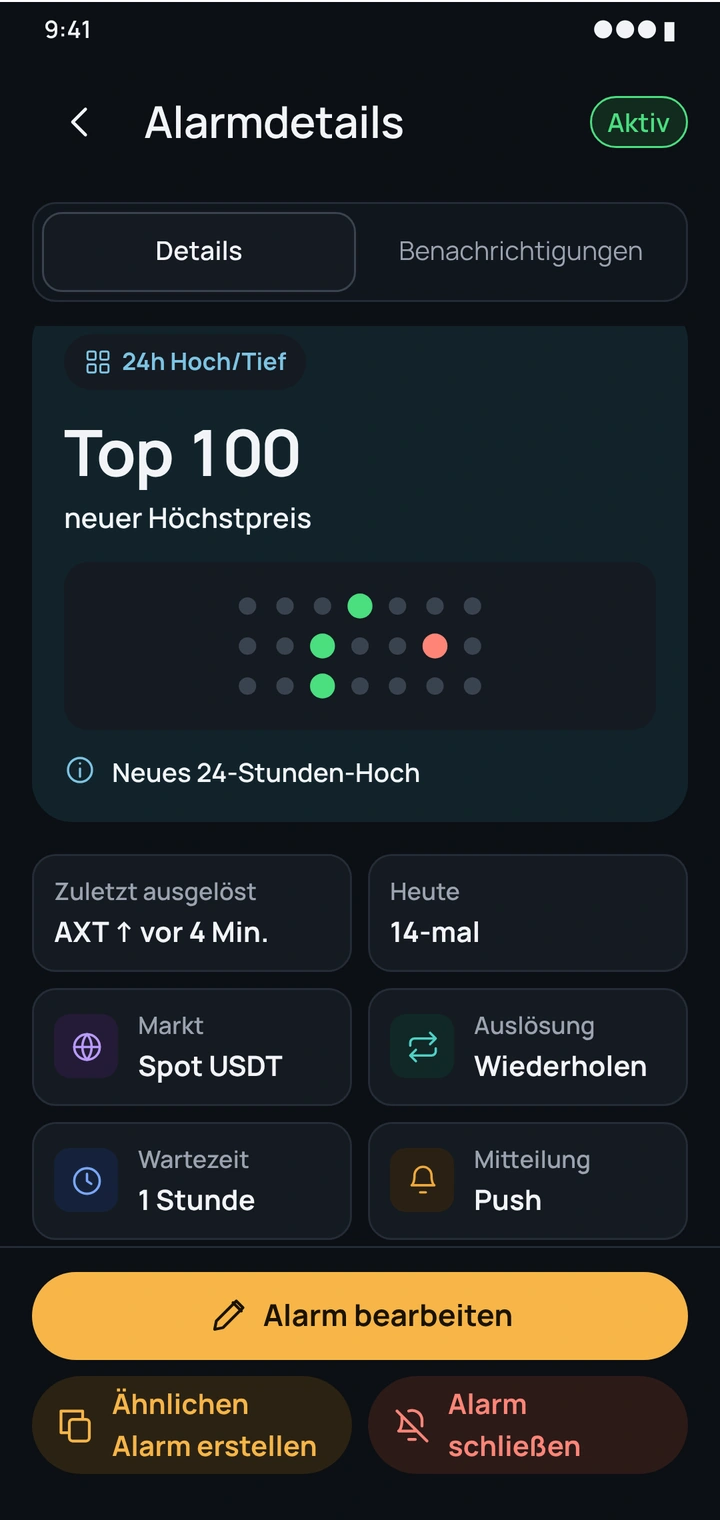 9:41
Alarmdetails
Aktiv
Details
Benachrichtigungen
24h Hoch/Tief
Top 100
neuer Höchstpreis
Neues 24-Stunden-Hoch
Zuletzt ausgelöst
AXT ↑ vor 4 Min.
Heute
14-mal
Markt
Spot USDT
Auslösung
Wiederholen
Wartezeit
1 Stunde
Mitteilung
Push
Alarm bearbeiten
Ähnlichen
Alarm erstellen
Alarm
schließen